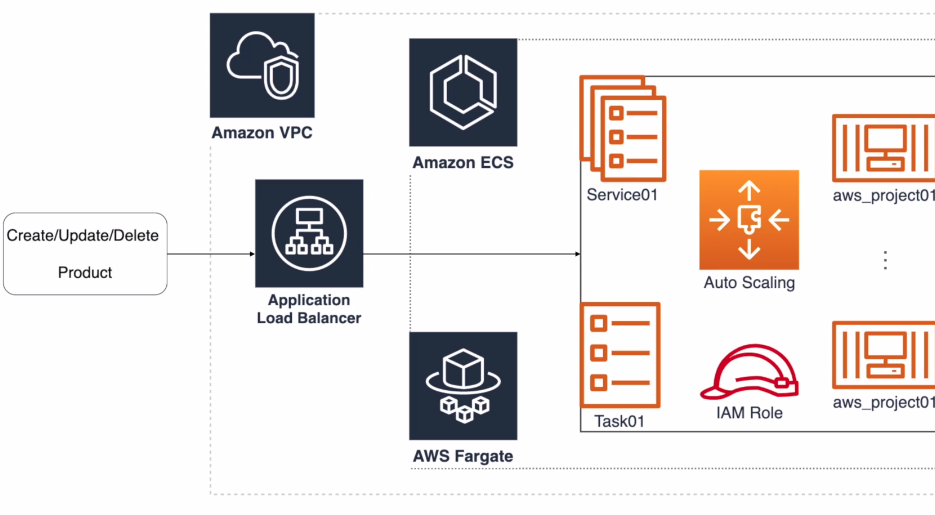 Amazon VPC
Amazon ECS
Service01
aws_project01
Create/Update/Delete
Product
Auto Scaling
Application
Load Balancer
Task01
IAM Role
aws_project01
AWS Fargate